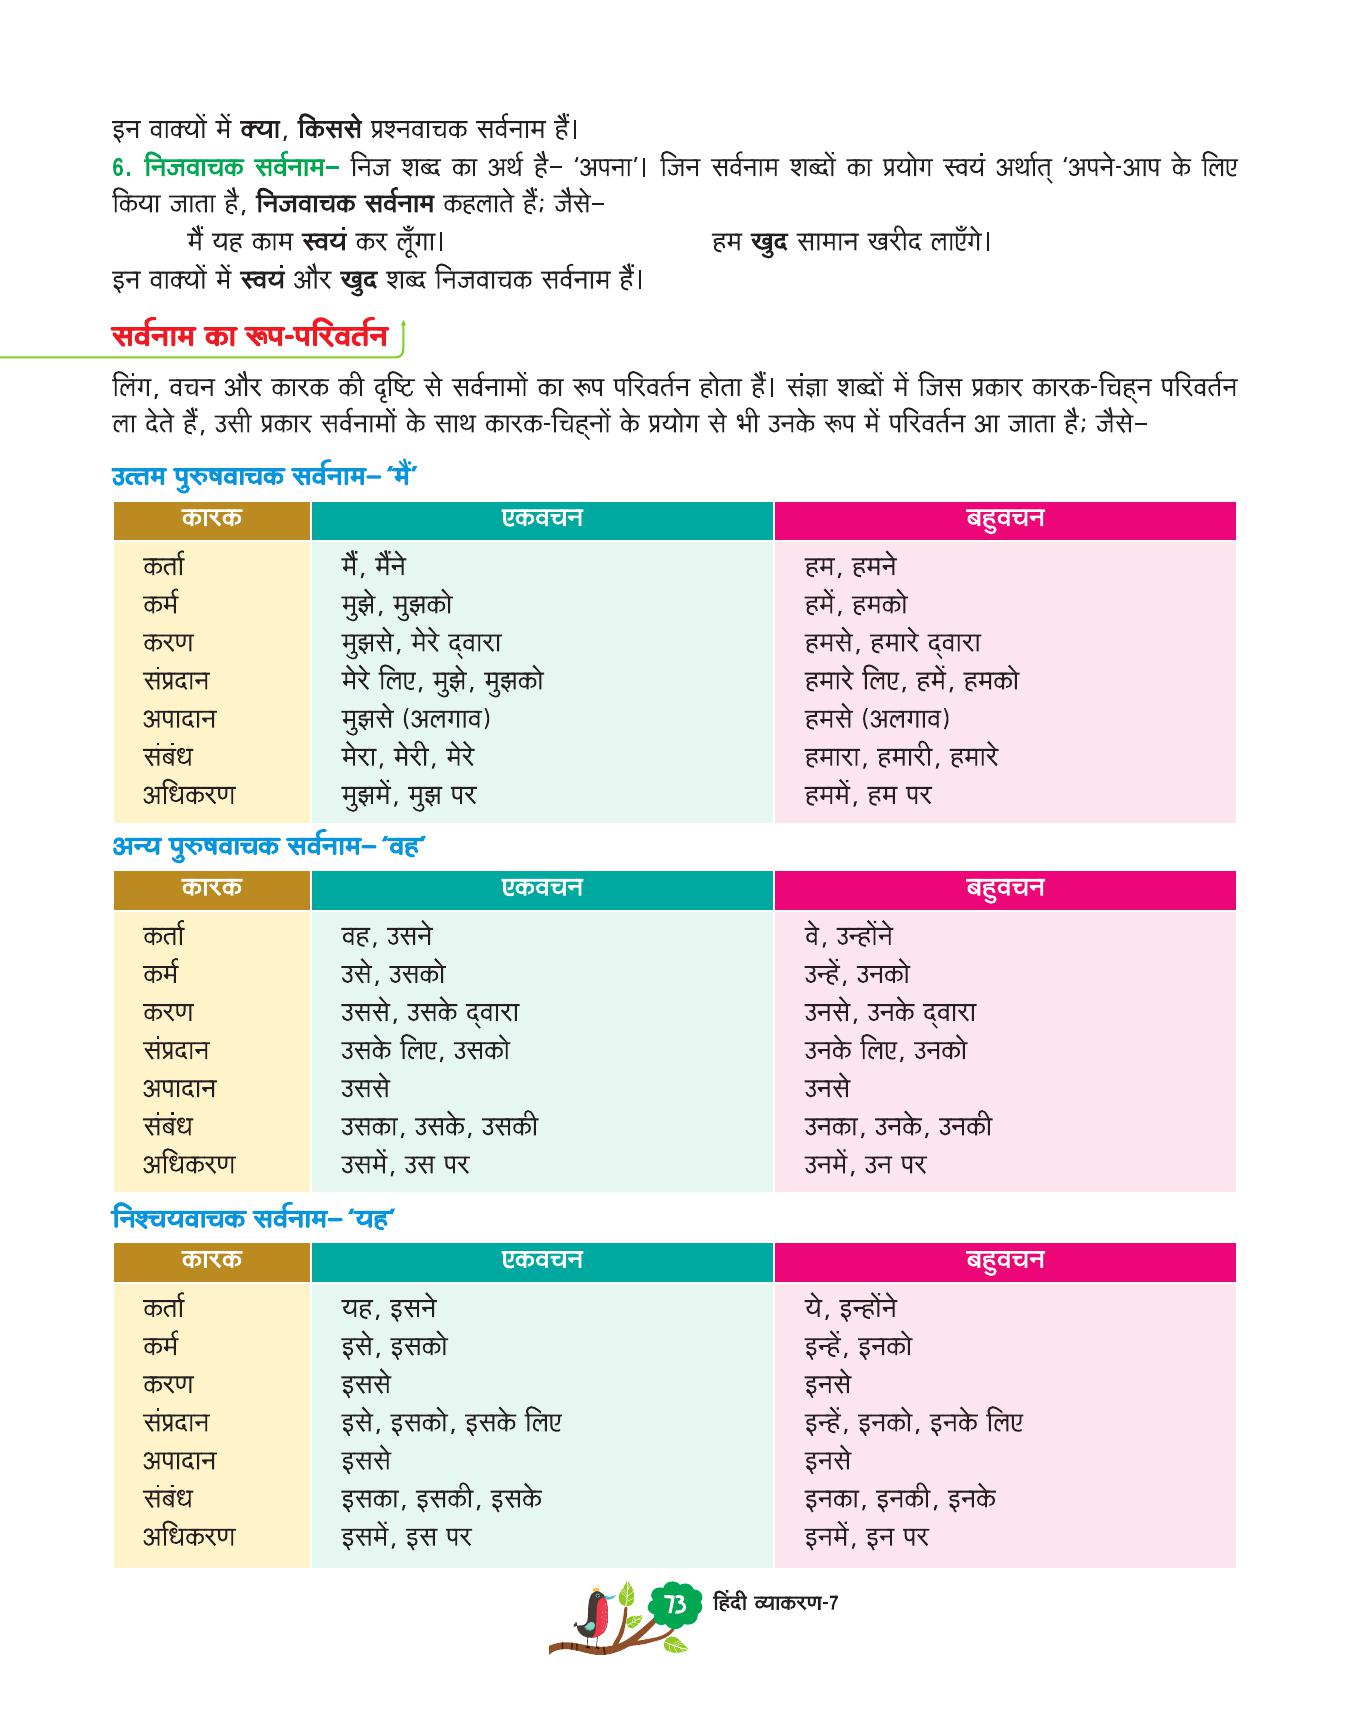 इन वाक्यों में क्या, किससे प्रश्नवाचक सर्वनाम हैं।
6. निजवाचक सर्वनाम– निज शब्द का अर्थ है– ‘अपना’। जिन सर्वनाम शब्दों का प्रयोग स्वयं अर्थात् ‘अपने-आप के लिए
किया जाता है, निजवाचक सर्वनाम कहलाते हैं; जैसे–
मैं यह काम स्वयं कर लूँगा। हम खुद सामान खरीद लाएँगे।
इन वाक्यों में स्वयं और खुद शब्द निजवाचक सर्वनाम हैं।
सर्वनाम का रूप-परिवर्तन
लिंग, वचन और कारक की दृष्टि से सर्वनामों का रूप परिवर्तन होता हैं। संज्ञा शब्दों में जिस प्रकार कारक-चिह्न परिवर्तन
ला देते हैं, उसी प्रकार सर्वनामों के साथ कारक-चिह्नों के प्रयोग से भी उनके रूप में परिवर्तन आ जाता है; जैसे–
उत्तम पुरुषवाचक सर्वनाम– ‘मैं’
कारक एकवचन बहुवचन
कर्ता मैं, मैंने हम, हमने
कर्म मुझे, मुझको हमें, हमको
करण मुझसे, मेरे द्वारा हमसे, हमारे द्वारा
संप्रदान मेरे लिए, मुझे, मुझको हमारे लिए, हमें, हमको
अपादान मुझसे (अलगाव) हमसे (अलगाव)
संबंध मेरा, मेरी, मेरे हमारा, हमारी, हमारे
अधिकरण मुझमें, मुझ पर हममें, हम पर
अन्य पुरुषवाचक सर्वनाम– ‘वह’
कारक एकवचन बहुवचन
कर्ता वह, उसने वे, उन्होंने
कर्म उसे, उसको उन्हें, उनको
करण उससे, उसके द्वारा उनसे, उनके द्वारा
संप्रदान उसके लिए, उसको उनके लिए, उनको
अपादान उससे उनसे
संबंध उसका, उसके, उसकी उनका, उनके, उनकी
अधिकरण उसमें, उस पर उनमें, उन पर
निश्चयवाचक सर्वनाम– ‘यह’
कारक एकवचन बहुवचन
कर्ता यह, इसने ये, इन्होंने
कर्म इसे, इसको इन्हें, इनको
करण इससे इनसे
संप्रदान इसे, इसको, इसके लिए इन्हें, इनको, इनके लिए
अपादान इससे इनसे
संबंध इसका, इसकी, इसके इनका, इनकी, इनके
अधिकरण इसमें, इस पर इनमें, इन पर
73 हिंदी व्याकरण-7